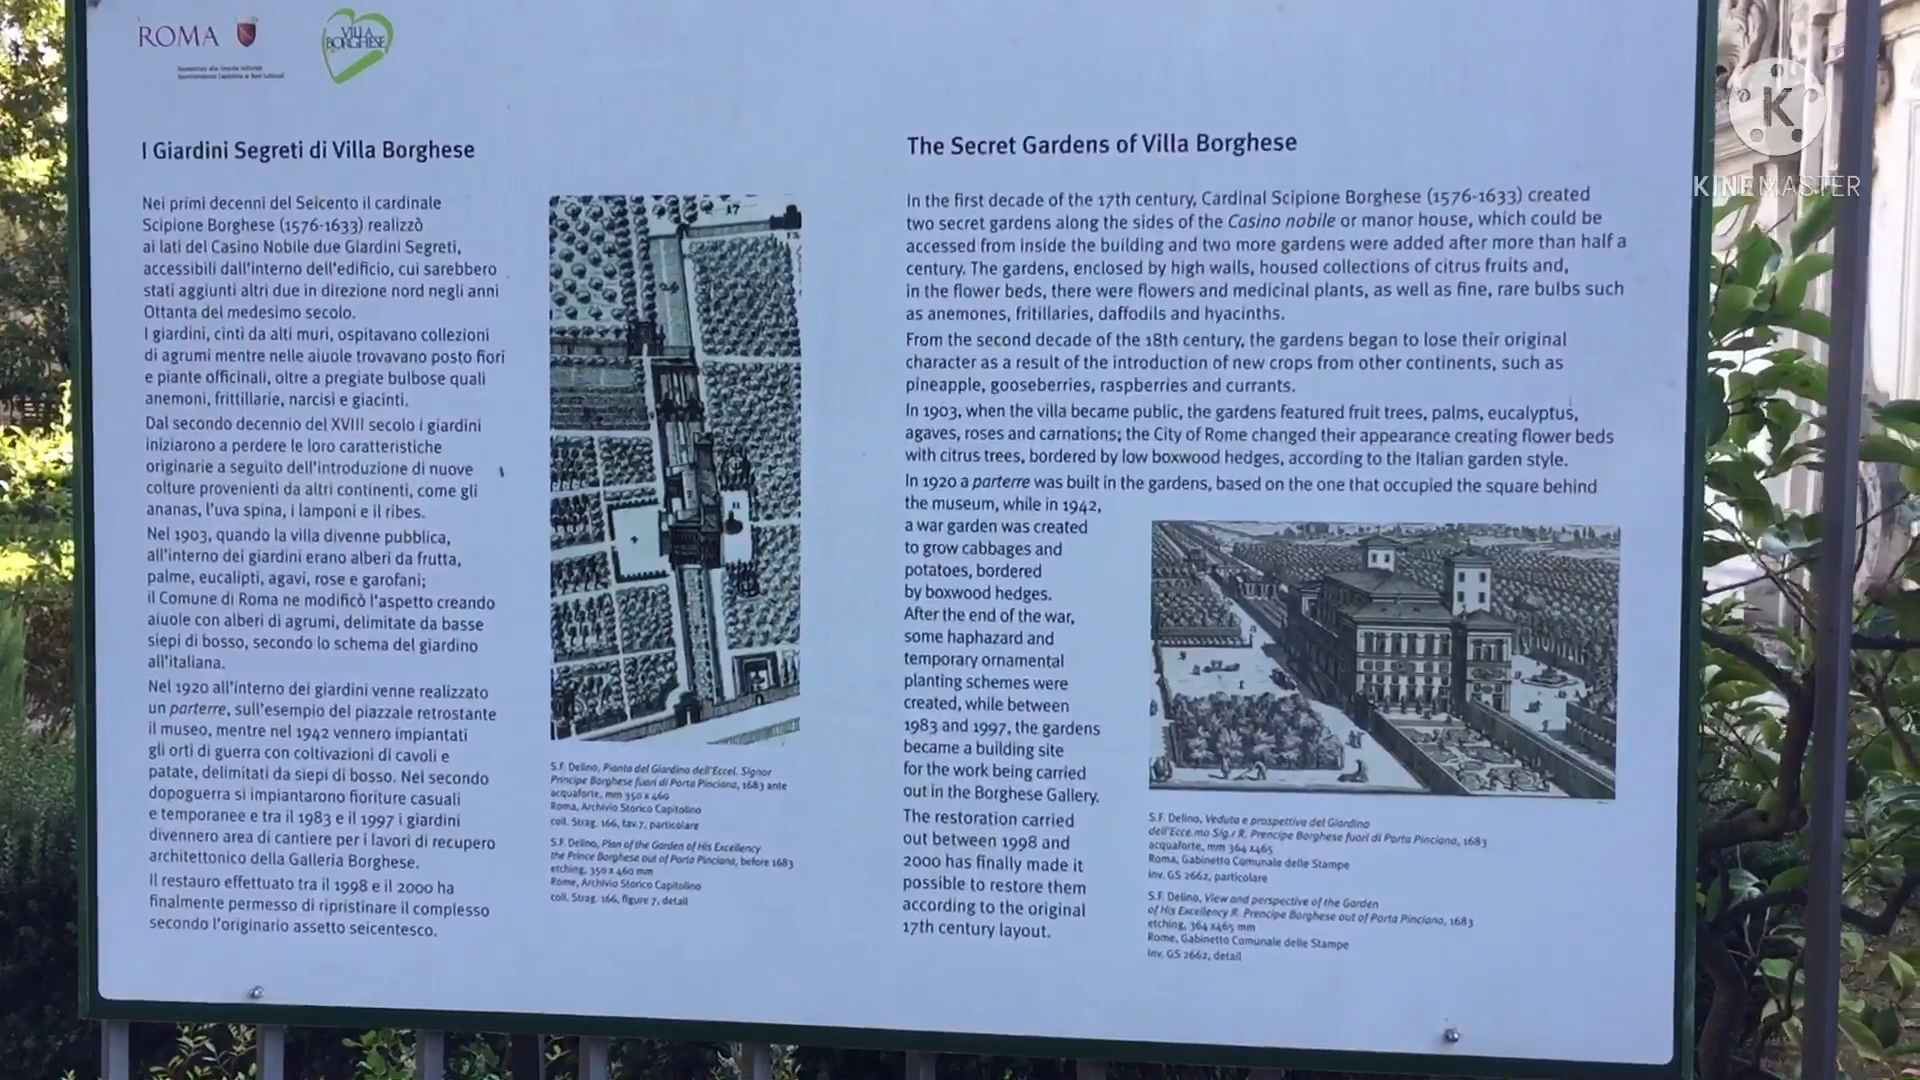 ROMA
VILLA
BORGHESE
I Giardini Segreti di Villa Borghese
Nei primi decenni del Seicento il cardinale
Scipione Borghese (1576-1633) realizzò
ai lati del Casino Nobile due Giardini Segreti,
accessibili dall'interno dell'edificio, cui sarebbero
stati aggiunti altri due in direzione nord negli anni
Ottanta del medesimo secolo.
I giardini, cinti da alti muri, ospitavano collezioni
di agrumi mentre nelle aiuole trovavano posto fiori
e piante officinali, oltre a pregiate bulbose quali
anemoni, frittillarie, narcisi e giacinti.
Dal secondo decennio del XVIII secolo i giardini
iniziarono a perdere le loro caratteristiche
originarie a seguito dell'introduzione di nuove
colture provenienti da altri continenti, come gli
ananas, l'uva spina, i lamponi e il ribes.
Nel 1903, quando la villa divenne pubblica,
all'interno dei giardini erano alberi da frutta,
palme, eucalipti, agavi, rose e garofani;
il Comune di Roma ne modificò l'aspetto creando
aiuole con alberi di agrumi, delimitate da basse
siepi di bosso, secondo lo schema del giardino
all'italiana.
Nel 1920 all'interno dei giardini venne realizzato
un parterre, sull'esempio del piazzale retrostante
il museo, mentre nel 1942 vennero impiantati
gli orti di guerra con coltivazioni di cavoli e
patate, delimitati da siepi di bosso. Nel secondo
dopoguerra si impiantarono fioriture casuali
e temporanee e tra il 1983 e il 1997 i giardini
divennero area di cantiere per i lavori di recupero
architettonico della Galleria Borghese.
Il restauro effettuato tra il 1998 e il 2000 ha
finalmente permesso di ripristinare il complesso
secondo l'originario assetto seicentesco.
17
S.F. Delino, Pianta del Giardino dell'Eccel. Signor
Principe Borghese fuori di Porta Pinciana, 1683 ante
acquaforte, mm 350 x 460
Roma, Archivio Storico Capitolino
coll. Strag. 166, tav.7, particolare
S.F. Delino, Plan of the Garden of His Excellency
the Prince Borghese out of Porta Pinciana, before 1683
etching, 350 x 460 mm
Rome, Archivio Storico Capitolino
coll. Strag. 166, figure 7, detail
The Secret Gardens of Villa Borghese
In the first decade of the 17th century, Cardinal Scipione Borghese (1576-1633) created
two secret gardens along the sides of the Casino nobile or manor house, which could be
accessed from inside the building and two more gardens were added after more than half a
century. The gardens, enclosed by high walls, housed collections of citrus fruits and,
in the flower beds, there were flowers and medicinal plants, as well as fine, rare bulbs such
as anemones, fritillaries, daffodils and hyacinths.
From the second decade of the 18th century, the gardens began to lose their original
character as a result of the introduction of new crops from other continents, such as
pineapple, gooseberries, raspberries and currants.
In 1903, when the villa became public, the gardens featured fruit trees, palms, eucalyptus,
agaves, roses and carnations; the City of Rome changed their appearance creating flower beds
with citrus trees, bordered by low boxwood hedges, according to the Italian garden style.
In 1920 a parterre was built in the gardens, based on the one that occupied the square behind
the museum, while in 1942,
a war garden was created
to grow cabbages and
potatoes, bordered
by boxwood hedges.
After the end of the war,
some haphazard and
temporary ornamental
planting schemes were
created, while between
1983 and 1997, the gardens
became a building site
for the work being carried
out in the Borghese Gallery.
The restoration carried
out between 1998 and
2000 has finally made it
possible to restore them
according to the original
17th century layout.
S.F. Delino, Veduta e prospettiva del Giardino
dell'Ecce.mo Sig.r R. Prencipe Borghese fuori di Porta Pinciana, 1683
acquaforte, mm 364 x465
Roma, Gabinetto Comunale delle Stampe
Inv. GS 2662, particolare
S.F. Delino, View and perspective of the Garden
of His Excellency R. Prencipe Borghese out of Porta Pinciana, 1683
etching, 364 x465 mm
Rome, Gabinetto Comunale delle Stampe
Inv. GS 2662, detail
K
KINEMASTER